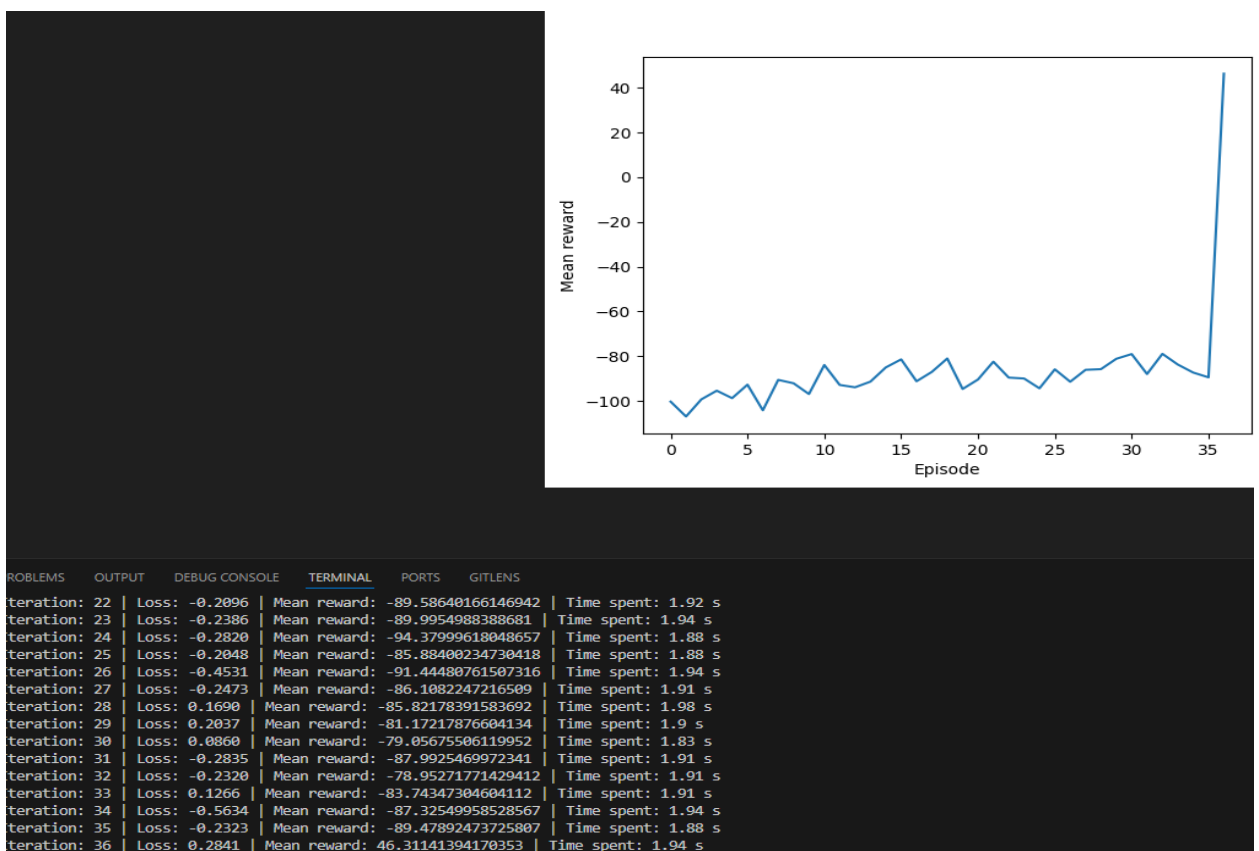 40
20
0
−20
−40
−60
−80
−100
Mean reward
0 5 10 15 20 25 30 35
Episode
ROBLEMS OUTPUT DEBUG CONSOLE TERMINAL PORTS GITLENS
teration: 22 | Loss: -0.2096 | Mean reward: -89.58640166146942 | Time spent: 1.92 s
teration: 23 | Loss: -0.2386 | Mean reward: -89.9954988388681 | Time spent: 1.94 s
teration: 24 | Loss: -0.2820 | Mean reward: -94.37999618048657 | Time spent: 1.88 s
teration: 25 | Loss: -0.2048 | Mean reward: -85.88400234730418 | Time spent: 1.88 s
teration: 26 | Loss: -0.4531 | Mean reward: -91.44480761507316 | Time spent: 1.94 s
teration: 27 | Loss: -0.2473 | Mean reward: -86.1082247216509 | Time spent: 1.91 s
teration: 28 | Loss: 0.1690 | Mean reward: -85.82178391583692 | Time spent: 1.98 s
teration: 29 | Loss: 0.2037 | Mean reward: -81.17217876604134 | Time spent: 1.9 s
teration: 30 | Loss: 0.0860 | Mean reward: -79.05675506119952 | Time spent: 1.83 s
teration: 31 | Loss: -0.2835 | Mean reward: -87.9925469972341 | Time spent: 1.91 s
teration: 32 | Loss: -0.2320 | Mean reward: -78.95271771429412 | Time spent: 1.91 s
teration: 33 | Loss: 0.1266 | Mean reward: -83.74347304604112 | Time spent: 1.91 s
teration: 34 | Loss: -0.5634 | Mean reward: -87.32549958528567 | Time spent: 1.94 s
teration: 35 | Loss: -0.2323 | Mean reward: -89.47892473725807 | Time spent: 1.88 s
teration: 36 | Loss: 0.2841 | Mean reward: 46.31141394170353 | Time spent: 1.94 s